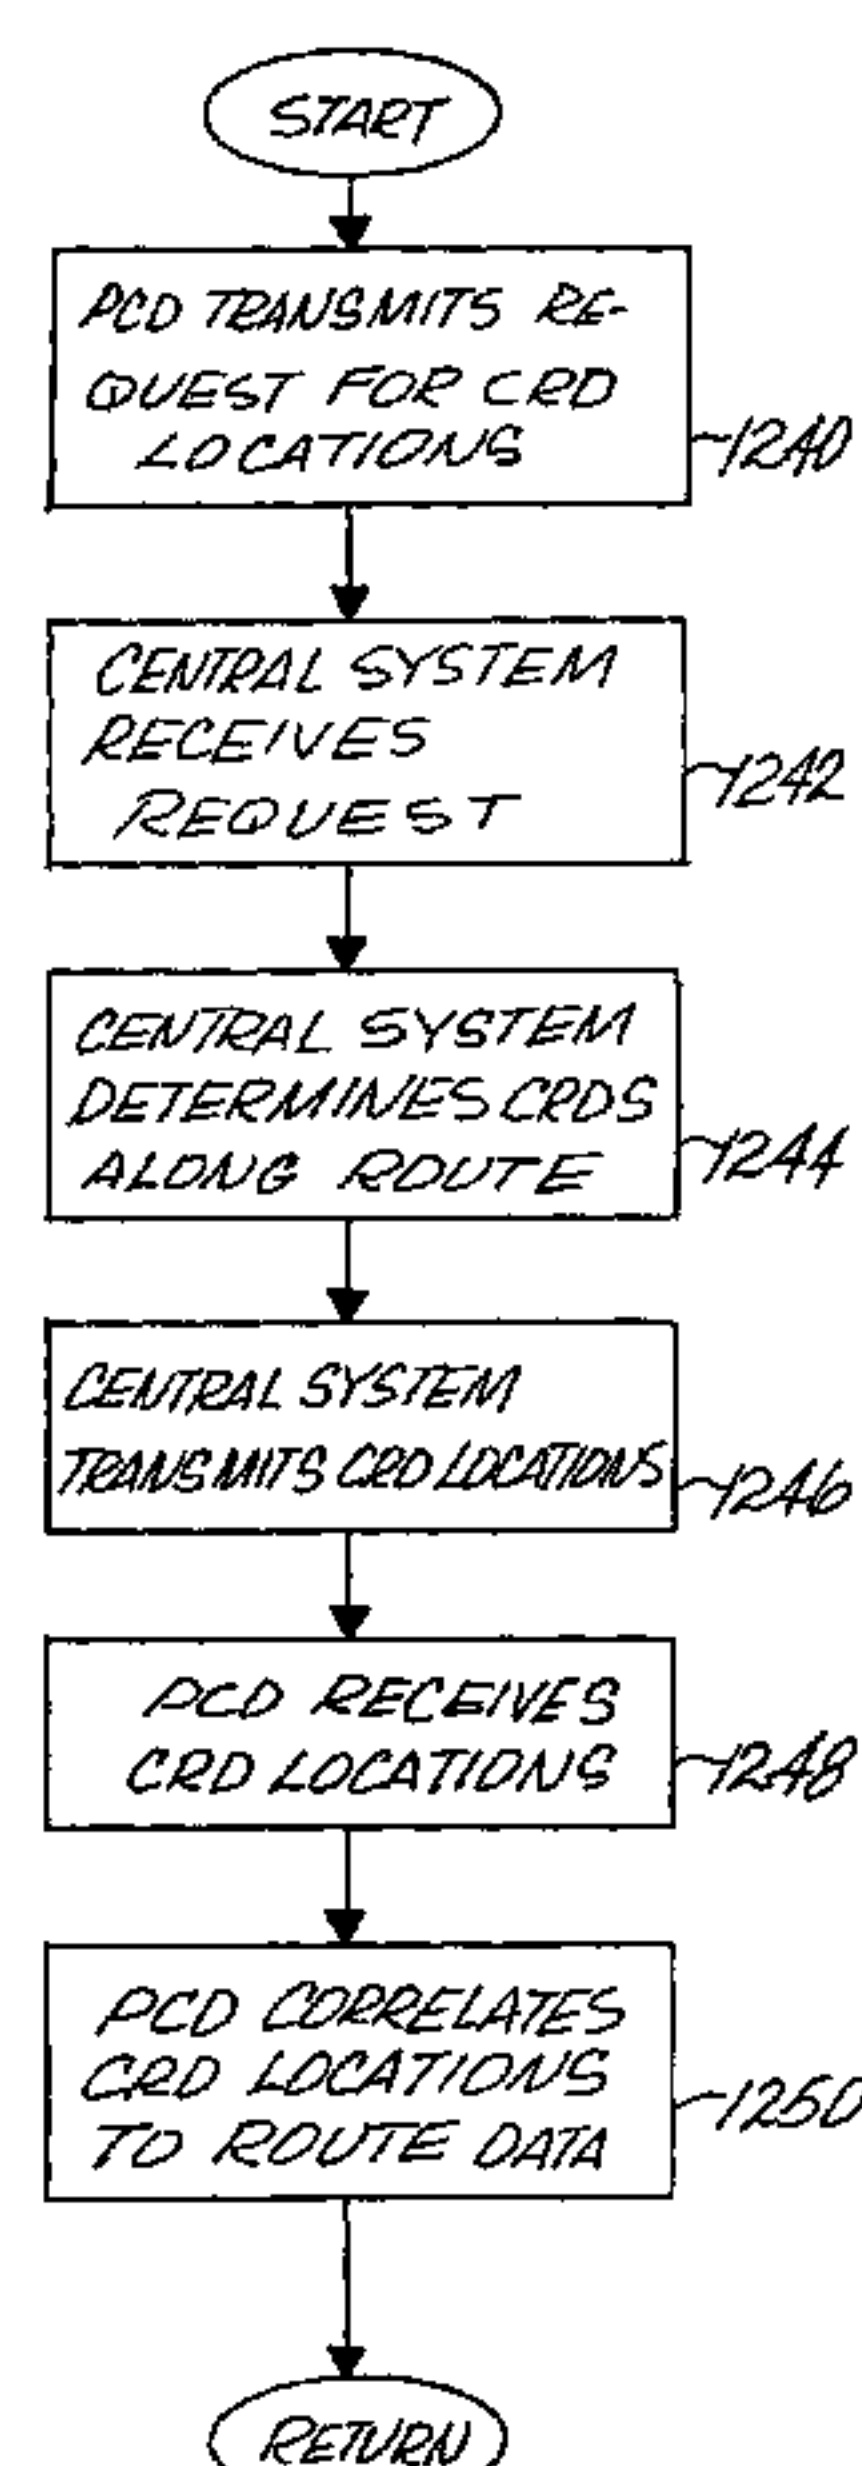 START
PCD TRANSMITS RE-
QUEST FOR CRD
LOCATIONS
1240
CENTRAL SYSTEM
RECEIVES
REQUEST
1242
CENTRAL SYSTEM
DETERMINES CRDS
ALONG ROUTE
1244
CENTRAL SYSTEM
TRANSMITS CRD LOCATIONS
1246
PCD RECEIVES
CRD LOCATIONS
1248
PCD CORRELATES
CRD LOCATIONS
TO ROUTE DATA
1250
RETURN